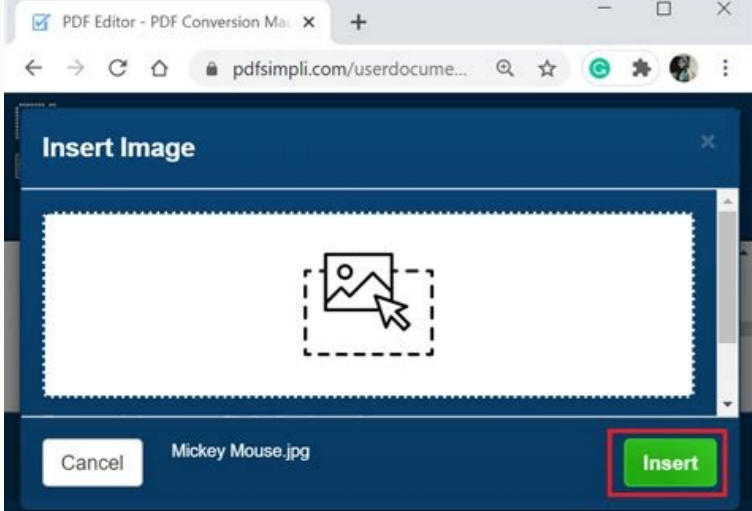 PDF Editor - PDF Conversion Ma
pdfsimpli.com/userdocume...
G
Insert Image
Cancel
Mickey Mouse.jpg
Insert